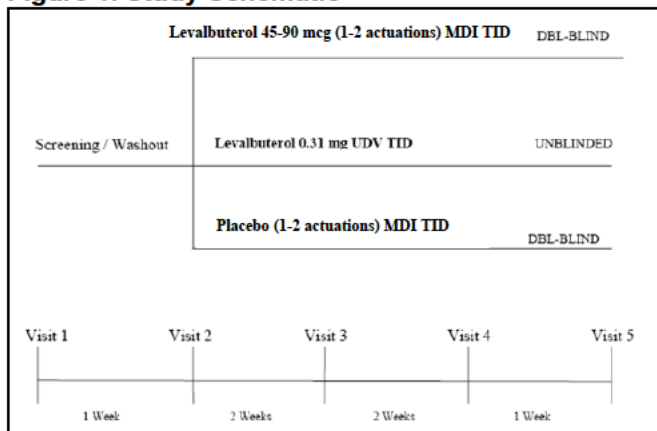 Levalbuterol 45-90 mcg (1-2 actuations) MDI TID DBL-BLIND
Screening / Washout Levalbuterol 0.31 mg UDV TID UNBLINDED
Placebo (1-2 actuations) MDI TID
DBL-BLIND
Visit 1 Visit 2 Visit 3 Visit 4 Visit 5
1 Week 2 Weeks 2 Weeks 1 Week